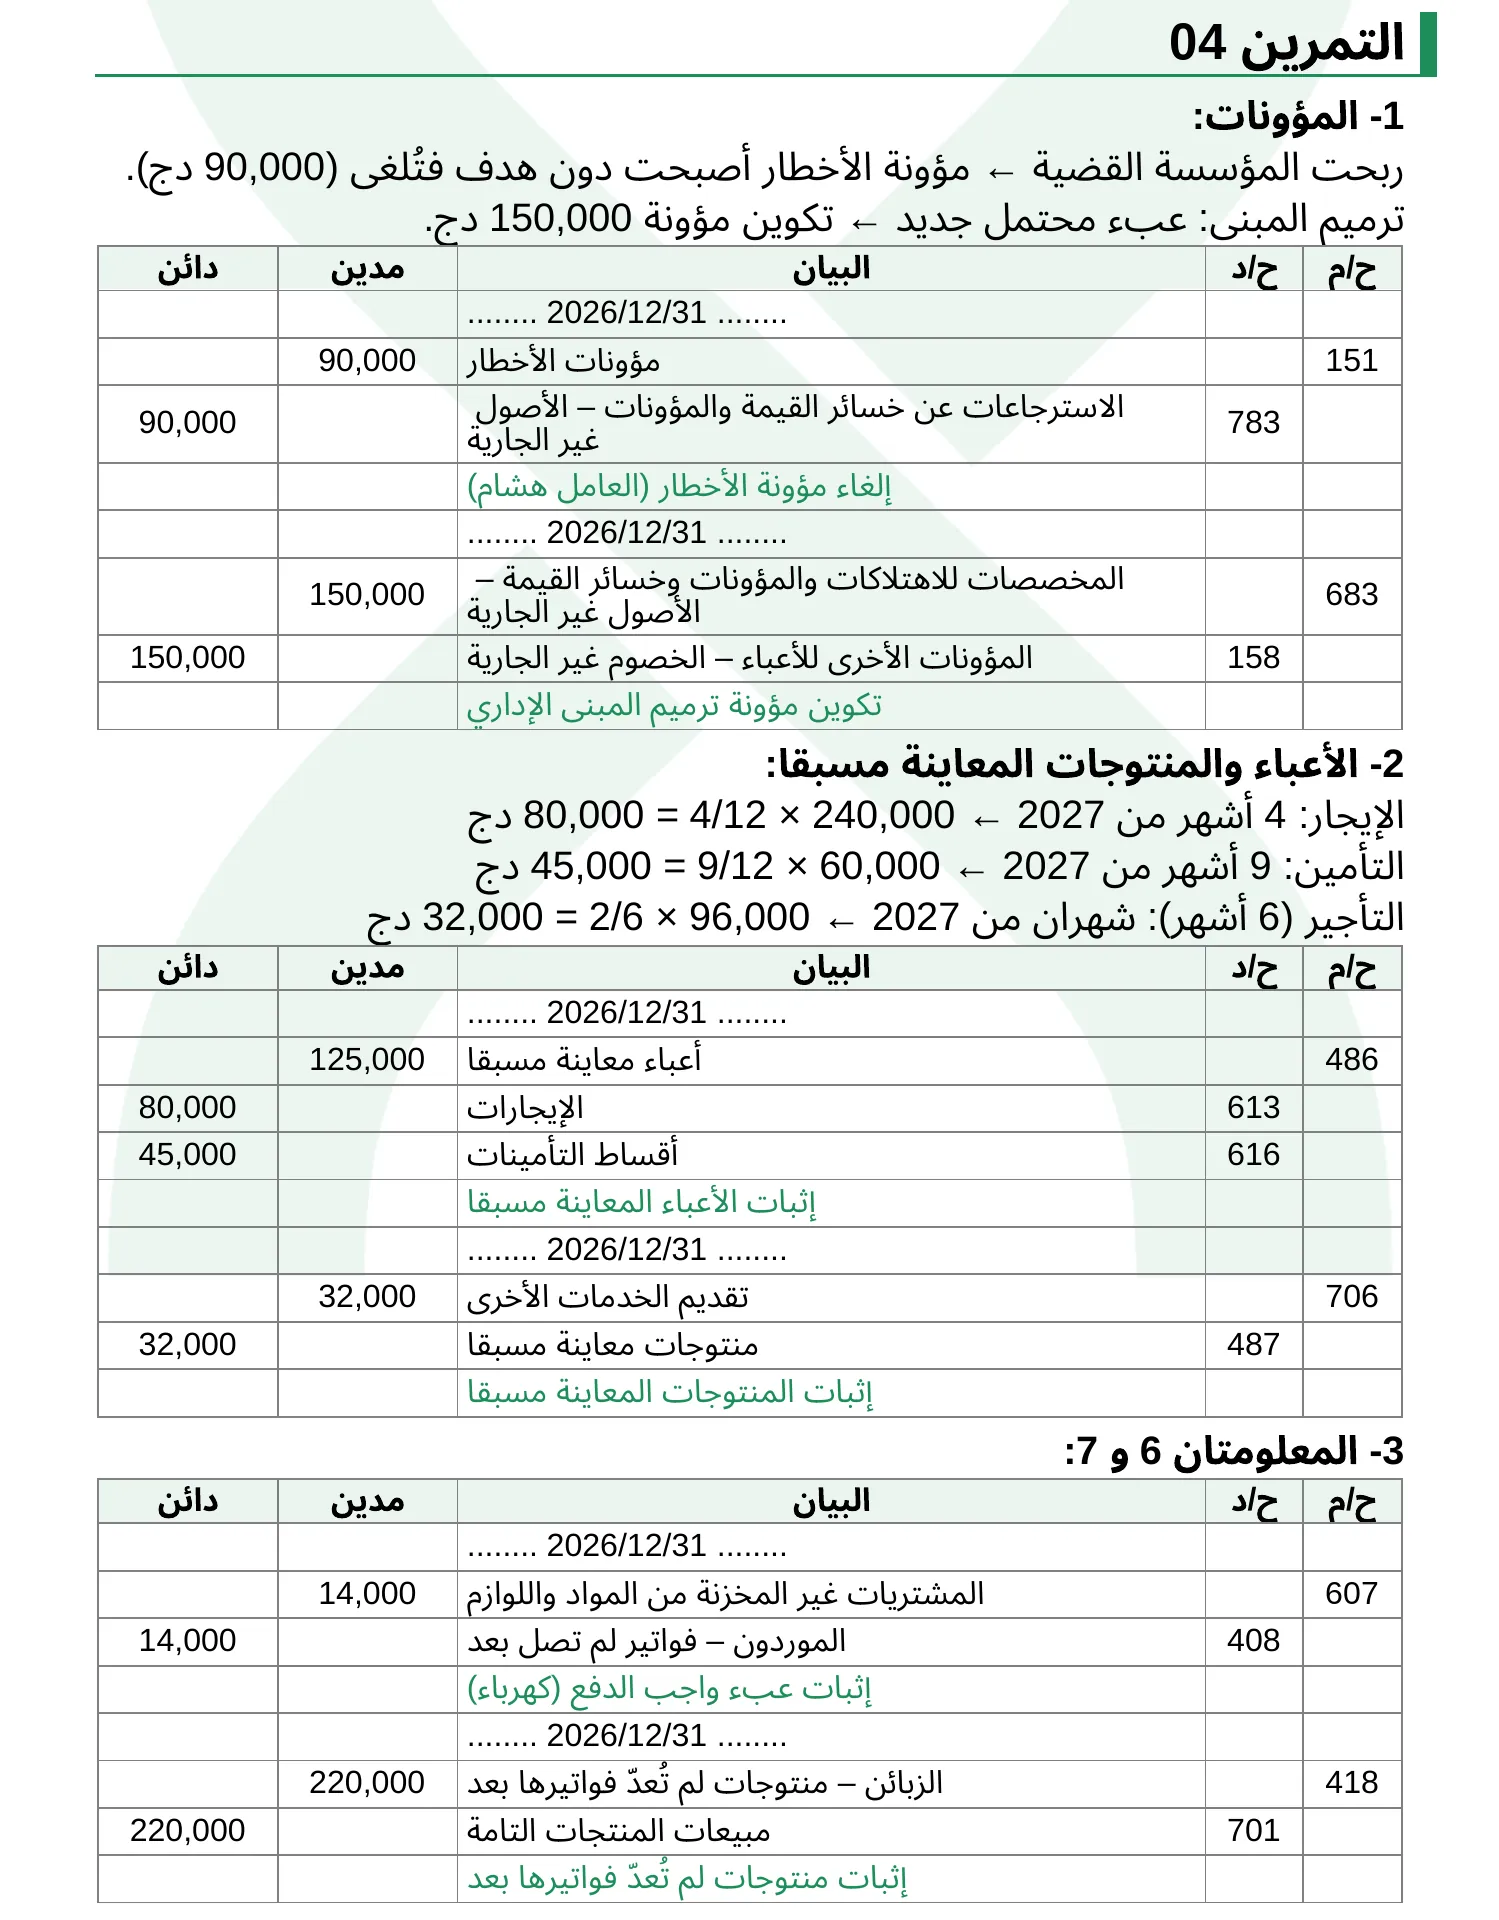 التمرين 04
1- المؤونات:
ربحت المؤسسة القضية ← مؤونة الأخطار أصبحت دون هدف فتُلغى (90,000 دج).
ترميم المبنى: عبء محتمل جديد ← تكوين مؤونة 150,000 دج.
ح/م ح/د البيان مدين دائن
........ 2026/12/31 ........
151 مؤونات الأخطار 90,000
783 الاسترجاعات عن خسائر القيمة والمؤونات – الأصول 90,000
غير الجارية
إلغاء مؤونة الأخطار (العامل هشام)
........ 2026/12/31 ........
683 المخصصات للاهتلاكات والمؤونات وخسائر القيمة – 150,000
الأصول غير الجارية
158 المؤونات الأخرى للأعباء – الخصوم غير الجارية 150,000
تكوين مؤونة ترميم المبنى الإداري
2- الأعباء والمنتوجات المعاينة مسبقا:
الإيجار: 4 أشهر من 2027 ← 240,000 × 4/12 = 80,000 دج
التأمين: 9 أشهر من 2027 ← 60,000 × 9/12 = 45,000 دج
التأجير (6 أشهر): شهران من 2027 ← 96,000 × 2/6 = 32,000 دج
ح/م ح/د البيان مدين دائن
........ 2026/12/31 ........
486 أعباء معاينة مسبقا 125,000
613 الإيجارات 80,000
616 أقساط التأمينات 45,000
إثبات الأعباء المعاينة مسبقا
........ 2026/12/31 ........
706 تقديم الخدمات الأخرى 32,000
487 منتوجات معاينة مسبقا 32,000
إثبات المنتوجات المعاينة مسبقا
3- المعلومتان 6 و 7:
ح/م ح/د البيان مدين دائن
........ 2026/12/31 ........
607 المشتريات غير المخزنة من المواد واللوازم 14,000
408 الموردون – فواتير لم تصل بعد 14,000
إثبات عبء واجب الدفع (كهرباء)
........ 2026/12/31 ........
418 الزبائن – منتوجات لم تُعدّ فواتيرها بعد 220,000
701 مبيعات المنتجات التامة 220,000
إثبات منتوجات لم تُعدّ فواتيرها بعد